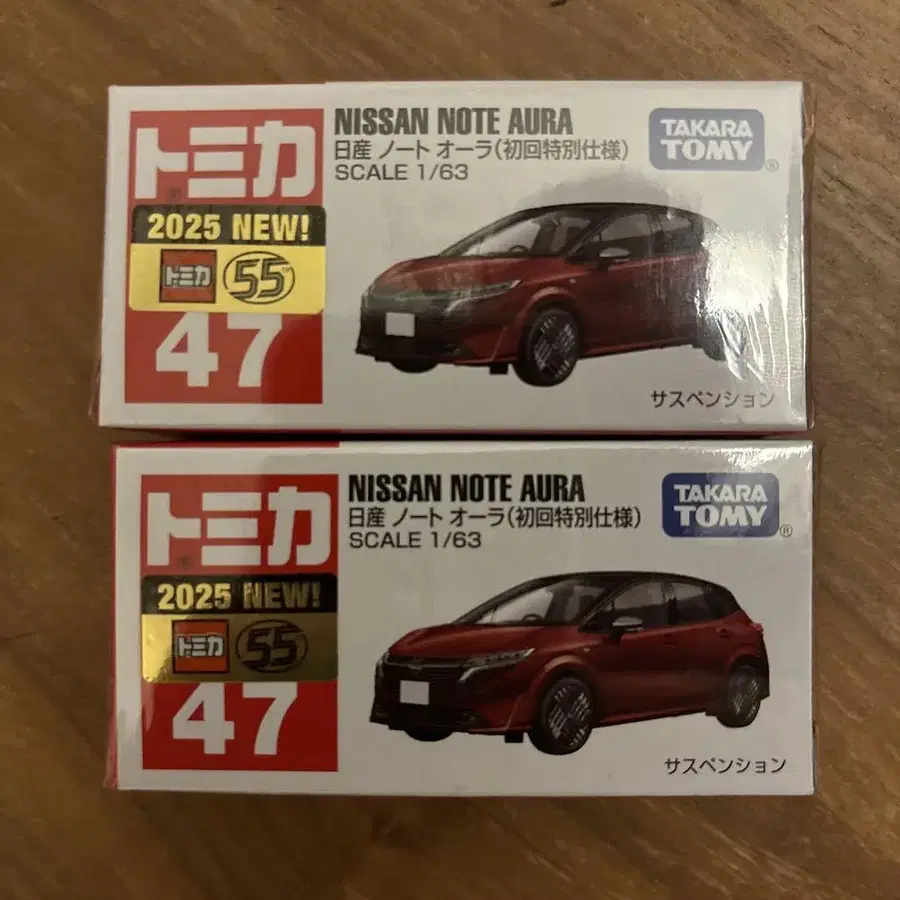 トミカ
NISSAN NOTE AURA
日産 ノート オーラ(初回特別仕様)
SCALE 1/63
TAKARA
TOMY
®
2025 NEW!
トミカ
55
47
サスペンション
トミカ
NISSAN NOTE AURA
日産 ノート オーラ(初回特別仕様)
SCALE 1/63
TAKARA
TOMY
®
2025 NEW!
トミカ
55
47
サスペンション